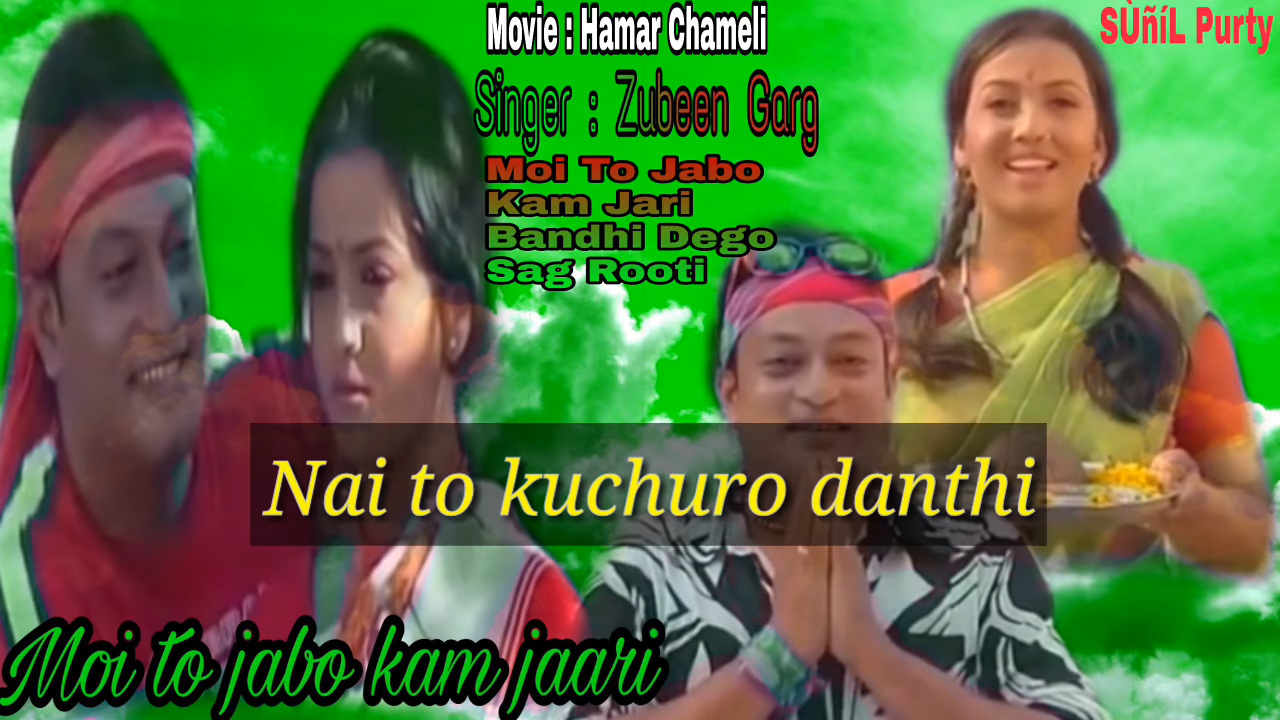 Movie : Hamar Chameli
SÙñíL Purty
Singer : Zubeen Garg
Moi To Jabo
Kam Jari
Bandhi Dego
Sag Rooti
Nai to kuchuro danthi
Moi to jabo kam jaari